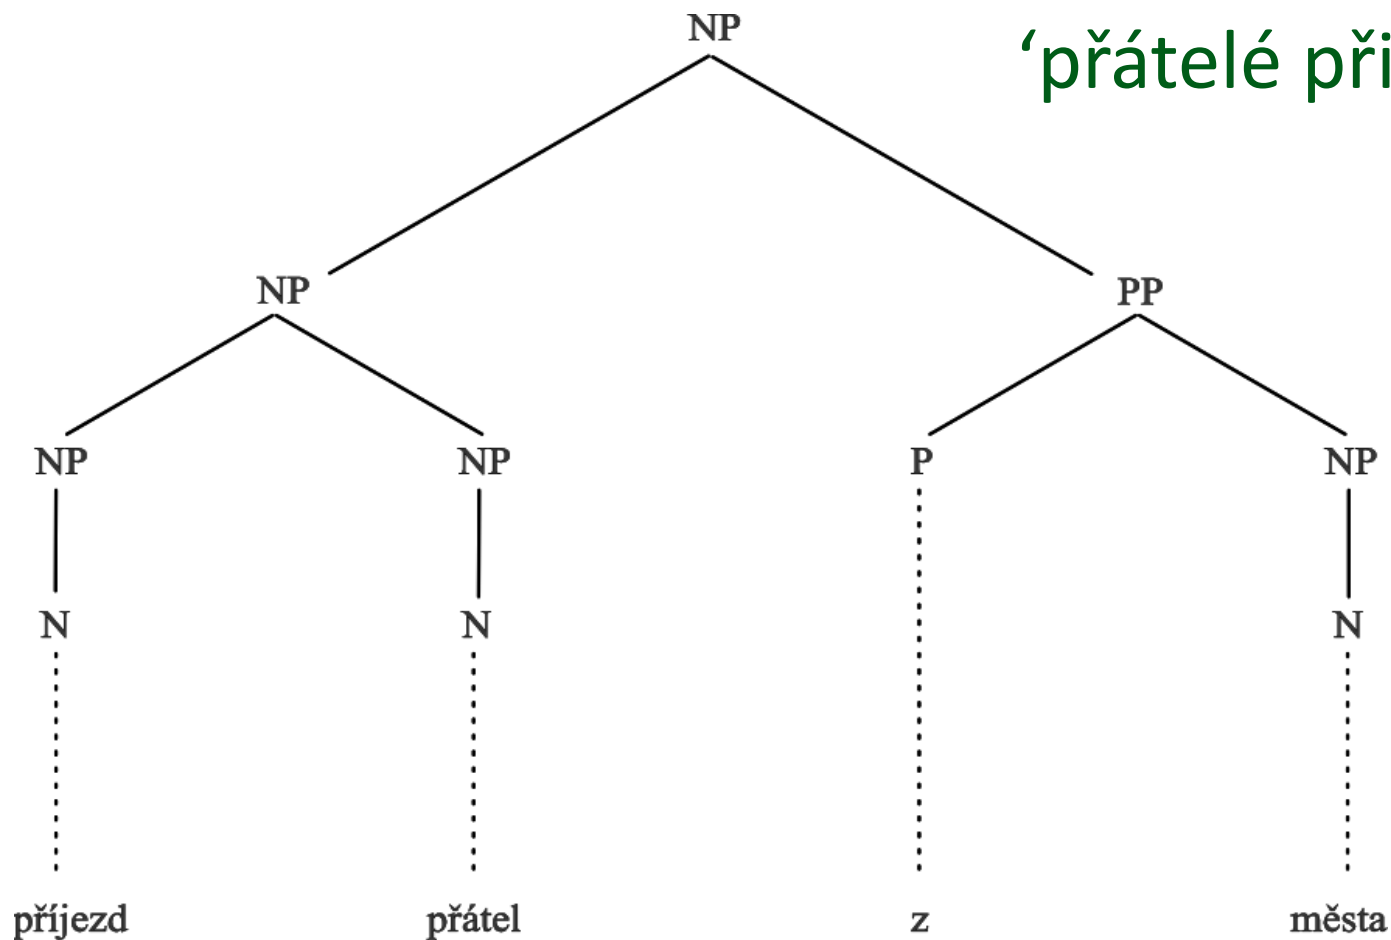 NP
‘přátelé při
NP PP
NP NP P NP
N N N
příjezd přátel z města